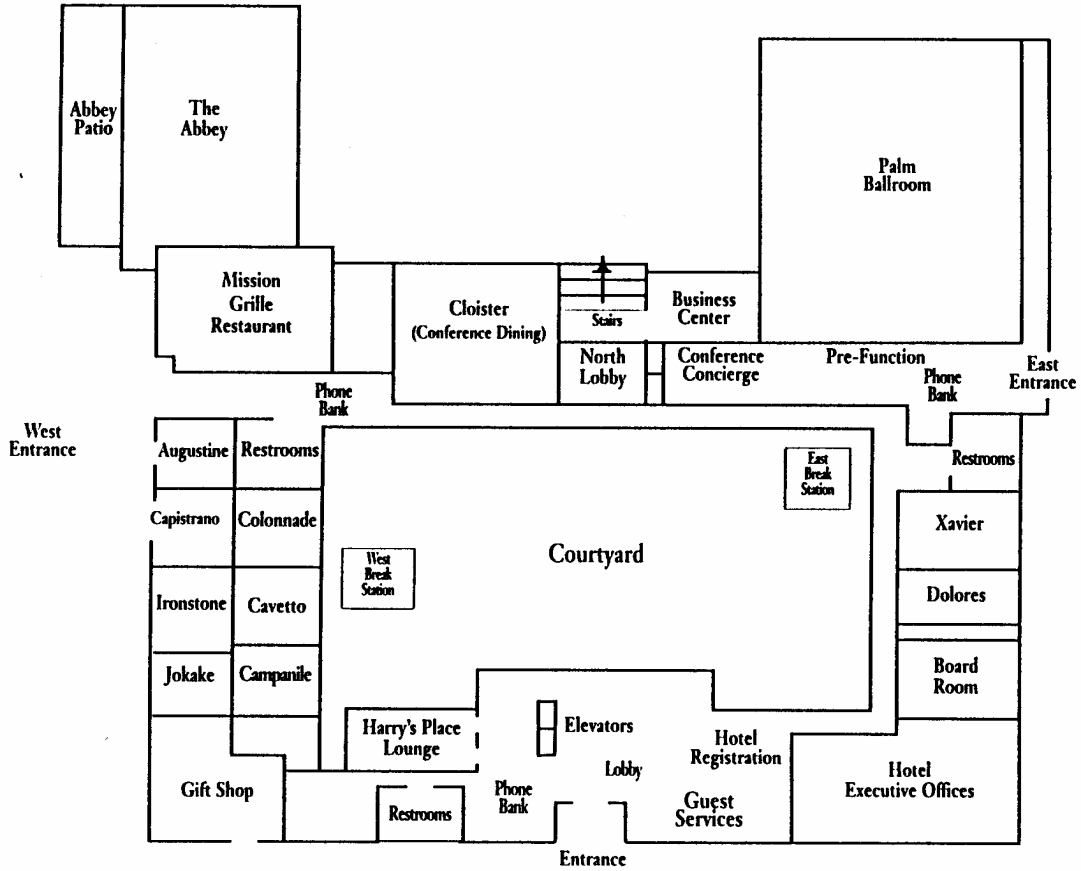 Abbey
Patio
The
Abbey
Palm
Ballroom
Mission
Grille
Restaurant
Cloister
(Conference Dining)
Stairs
Business
Center
North
Lobby
Conference
Concierge
Pre-Function
Phone
Bank
East
Entrance
Phone
Bank
West
Entrance
Augustine
Restrooms
East
Break
Station
Restrooms
Capistrano
Colonnade
Xavier
Courtyard
West
Break
Station
Ironstone
Cavetto
Dolores
Jokake
Campanile
Board
Room
Harry's Place
Lounge
Elevators
Hotel
Registration
Lobby
Gift Shop
Phone
Bank
Restrooms
Guest
Services
Hotel
Executive Offices
Entrance